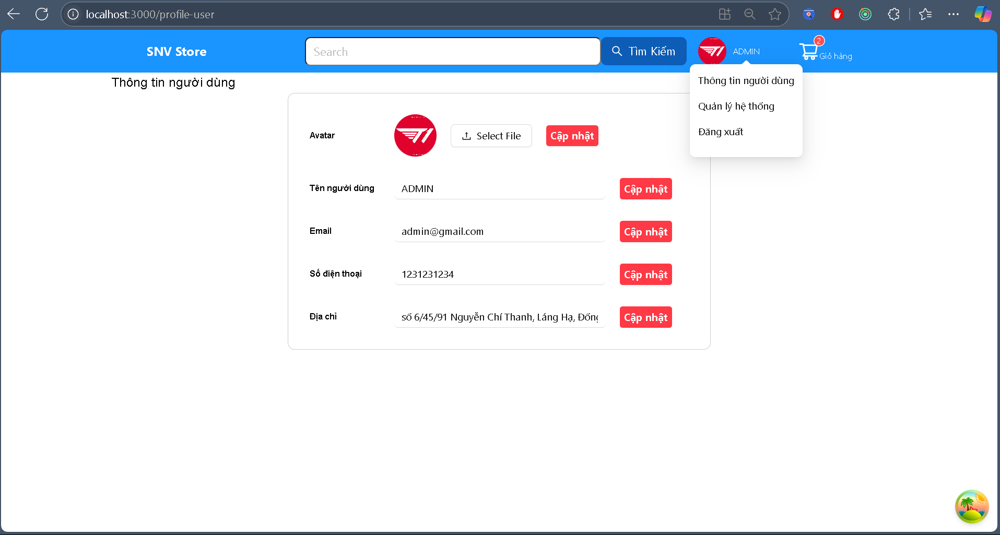 localhost:3000/profile-user
SNV Store
Search
Tìm Kiếm
ADMIN
2
Giỏ hàng
Thông tin người dùng
Quản lý hệ thống
Đăng xuất
Thông tin người dùng
Avatar
Select File
Cập nhật
Tên người dùng
ADMIN
Cập nhật
Email
admin@gmail.com
Cập nhật
Số điện thoại
1231231234
Cập nhật
Địa chỉ
số 6/45/91 Nguyễn Chí Thanh, Láng Hạ, Đống
Cập nhật